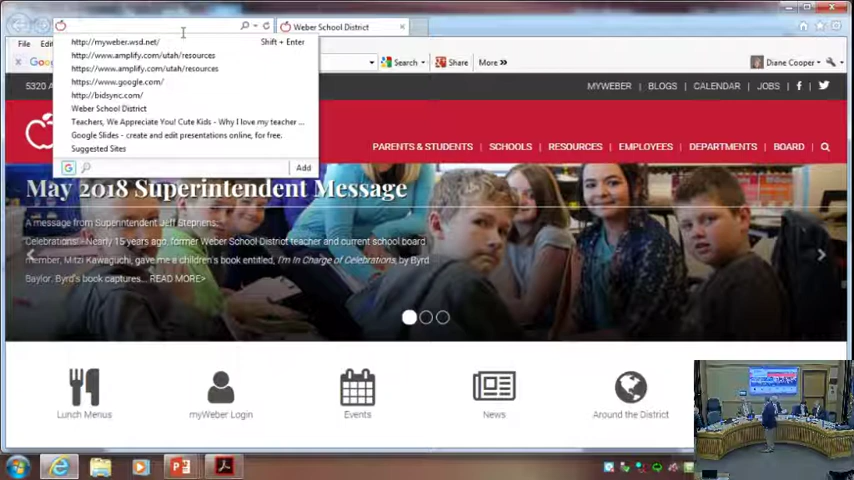 Weber School District
http://myweber.wsd.net/ Shift + Enter
http://www.amplify.com/utah/resources
https://www.amplify.com/utah/resources
https://www.google.com/
http://bidsync.com/
Weber School District
Teachers, We Appreciate You! Cute Kids - Why I love my teacher ...
Google Slides - create and edit presentations online, for free.
Suggested Sites
Add
File
Search
Share
More »
Diane Cooper
5320
MYWEBER BLOGS CALENDAR JOBS
PARENTS & STUDENTS SCHOOLS RESOURCES EMPLOYEES DEPARTMENTS BOARD
May 2018 Superintendent Message
A message from Superintendent Jeff Stephens:
Celebrations! - Nearly 15 years ago, former Weber School District teacher and current school board
member, Mitzi Kawaguchi, gave me a children's book entitled, I'm In Charge of Celebrations, by Byrd
Baylor. Byrd's book captures... READ MORE>
Lunch Menus
myWeber Login
Events
News
Around the District